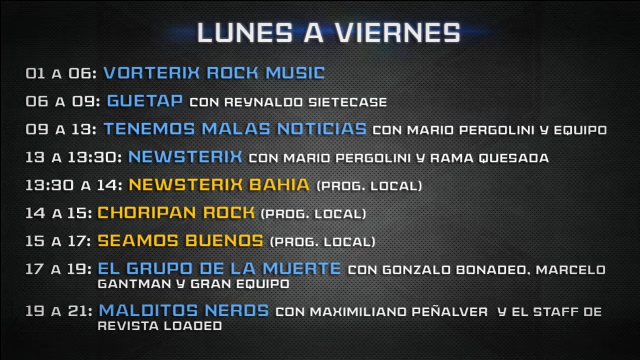 LUNES A VIERNES
01 A 06: VORTERIX ROCK MUSIC
06 A 09: GUETAP CON REYNALDO SIETECASE
09 A 13: TENEMOS MALAS NOTICIAS CON MARIO PERGOLINI Y EQUIPO
13 A 13:30: NEWSTERIX CON MARIO PERGOLINI Y RAMA QUESADA
13:30 A 14: NEWSTERIX BAHIA (PROG. LOCAL)
14 A 15: CHORIPAN ROCK (PROG. LOCAL)
15 A 17: SEAMOS BUENOS (PROG. LOCAL)
17 A 19: EL GRUPO DE LA MUERTE CON GONZALO BONADEO, MARCELO
GANTMAN Y GRAN EQUIPO
19 A 21: MALDITOS NERDS CON MAXIMILIANO PEÑALVER Y EL STAFF DE
REVISTA LOADED